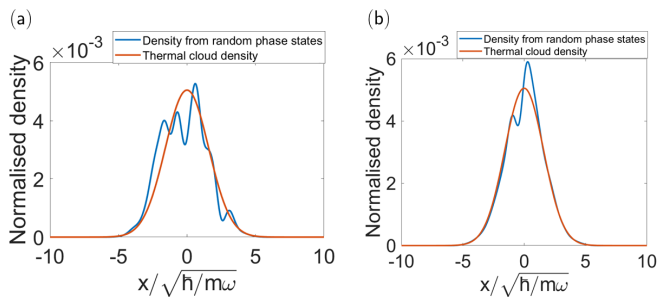 (a)
6 ×10⁻³
Density from random phase states
Thermal cloud density
Normalised density
4
2
0
-10 -5 0 5 10
x/√ħ/mω
(b)
6 ×10⁻³
Density from random phase states
Thermal cloud density
Normalised density
4
2
0
-10 -5 0 5 10
x/√ħ/mω